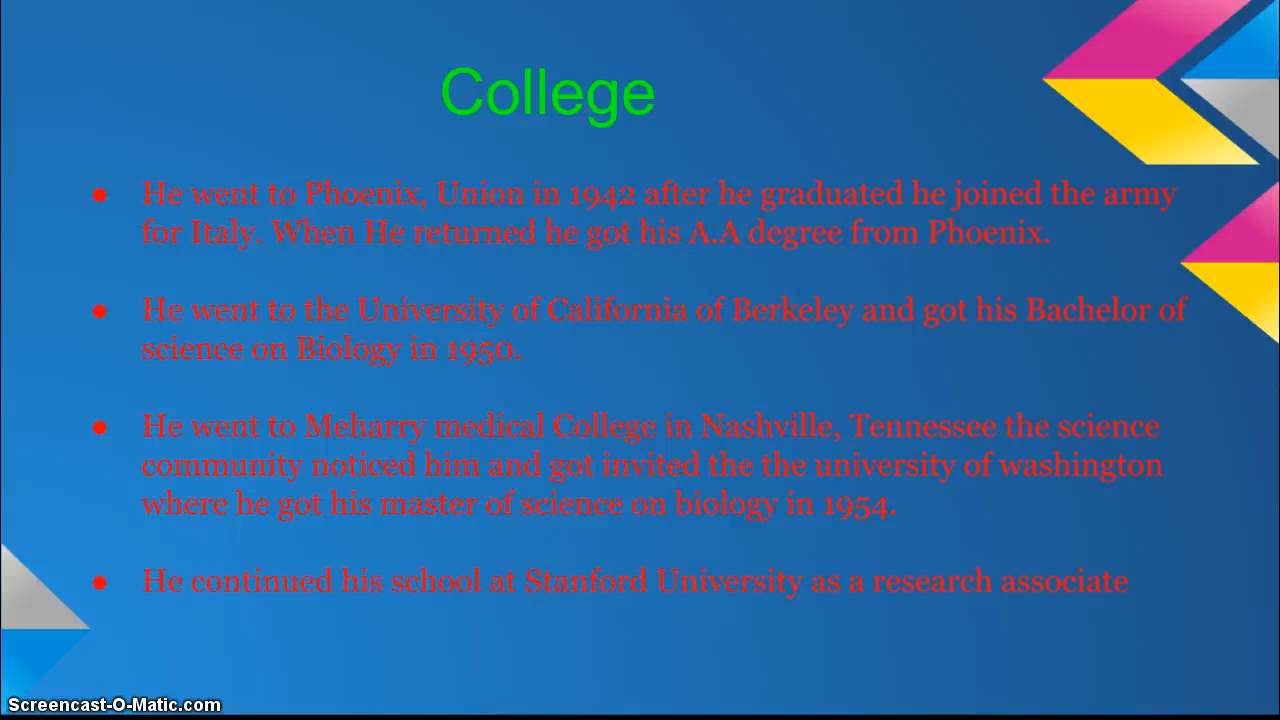 College
● He went to Phoenix, Union in 1942 after he graduated he joined the army
for Italy. When He returned he got his A.A degree from Phoenix.
● He went to the University of California of Berkeley and got his Bachelor of
science on Biology in 1950.
● He went to Meharry medical College in Nashville, Tennessee the science
community noticed him and got invited the the university of washington
where he got his master of science on biology in 1954.
● He continued his school at Stanford University as a research associate
Screencast-O-Matic.com